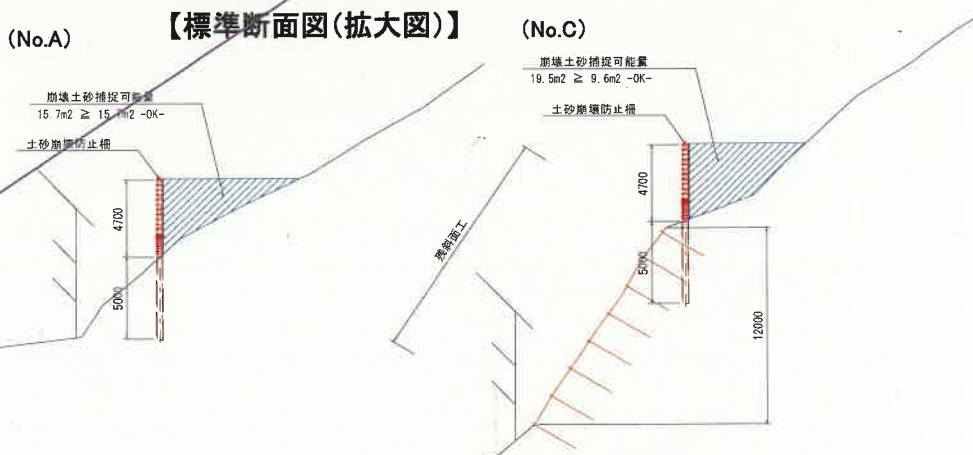 【標準断面図(拡大図)】
(No.A)
崩壊土砂捕捉可能量
15.7m2 ≧ 15.7m2 -OK-
土砂崩壊防止柵
4700
5000
(No.C)
崩壊土砂捕捉可能量
19.5m2 ≧ 9.6m2 -OK-
土砂崩壊防止柵
4700
5000
残斜面工
12000